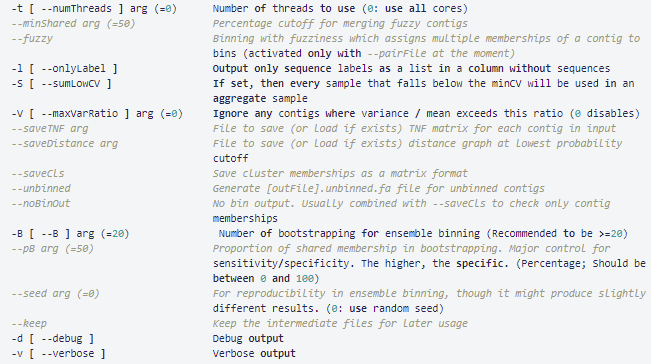 -t [ --numThreads ] arg (=0) Number of threads to use (0: use all cores)
--minShared arg (=50) Percentage cutoff for merging fuzzy contigs
--fuzzy Binning with fuzziness which assigns multiple memberships of a contig to
bins (activated only with --pairFile at the moment)
-l [ --onlyLabel ] Output only sequence labels as a list in a column without sequences
-S [ --sumLowCV ] If set, then every sample that falls below the minCV will be used in an
aggregate sample
-V [ --maxVarRatio ] arg (=0) Ignore any contigs where variance / mean exceeds this ratio (0 disables)
--saveTNF arg File to save (or load if exists) TNF matrix for each contig in input
--saveDistance arg File to save (or load if exists) distance graph at lowest probability
cutoff
--saveCls Save cluster memberships as a matrix format
--unbinned Generate [outFile].unbinned.fa file for unbinned contigs
--noBinOut No bin output. Usually combined with --saveCls to check only contig
memberships
-B [ --B ] arg (=20) Number of bootstrapping for ensemble binning (Recommended to be >=20)
--pB arg (=50) Proportion of shared membership in bootstrapping. Major control for
sensitivity/specificity. The higher, the specific. (Percentage; Should be
between 0 and 100)
--seed arg (=0) For reproducibility in ensemble binning, though it might produce slightly
different results. (0: use random seed)
--keep Keep the intermediate files for later usage
-d [ --debug ] Debug output
-v [ --verbose ] Verbose output